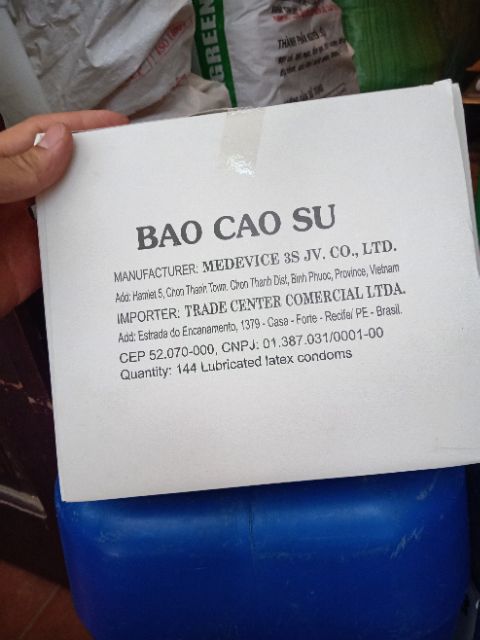 GREEN
BAO CAO SU
MANUFACTURER: MEDEVICE 3S JV. CO., LTD.
Add: Hamlet 5, Chon Thanh Town. Chon Thanh Dist, Binh Phuoc, Province, Vietnam
IMPORTER: TRADE CENTER COMERCIAL LTDA.
Add: Estrada do Encanamento, 1379 - Casa - Forte - Recife/ PE - Brasil.
CEP 52.070-000, CNPJ: 01.387.031/0001-00
Quantity: 144 Lubricated latex condoms